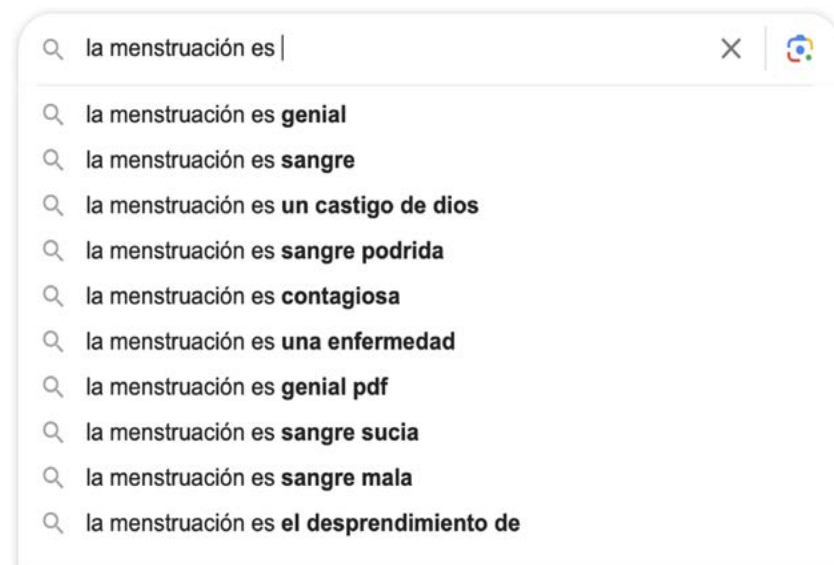 la menstruación es
la menstruación es genial
la menstruación es sangre
la menstruación es un castigo de dios
la menstruación es sangre podrida
la menstruación es contagiosa
la menstruación es una enfermedad
la menstruación es genial pdf
la menstruación es sangre sucia
la menstruación es sangre mala
la menstruación es el desprendimiento de